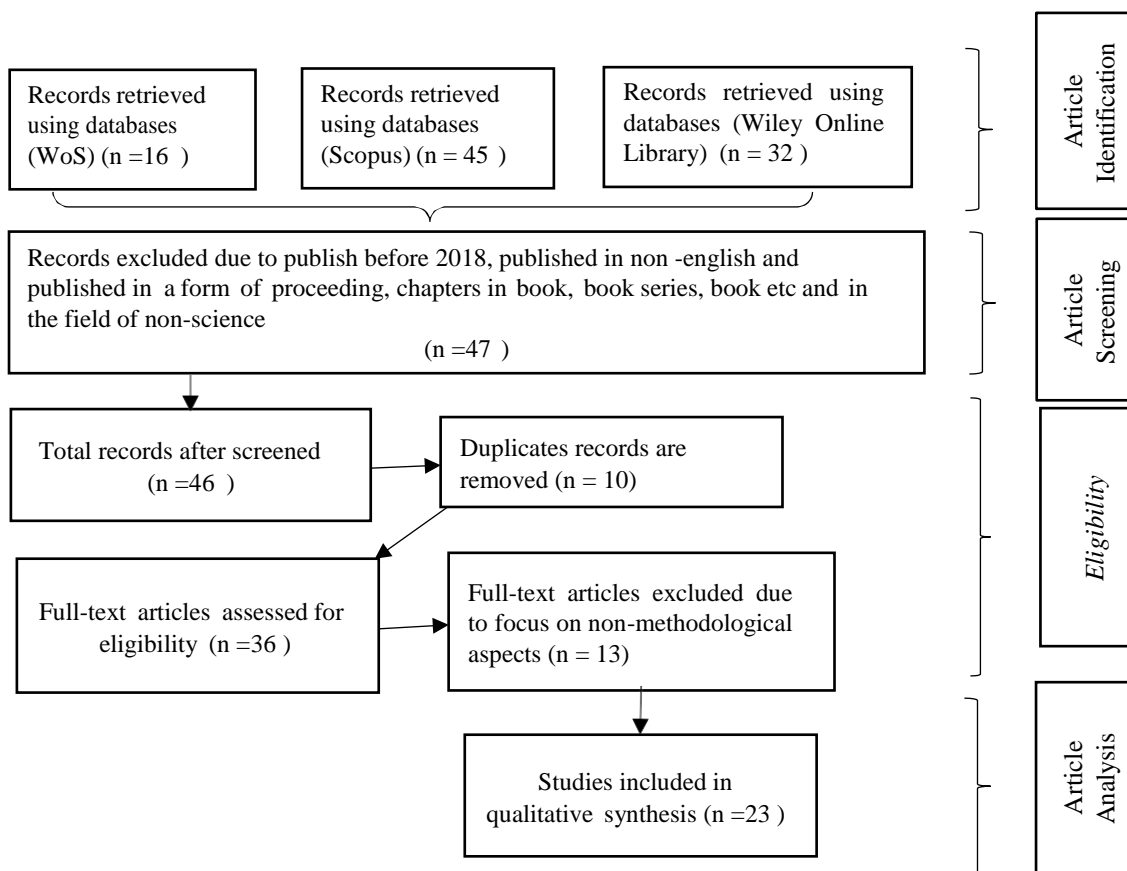 Records retrieved
using databases
(WoS) (n =16 )
Records retrieved
using databases
(Scopus) (n = 45)
Records retrieved using
databases (Wiley Online
Library) (n = 32)
Article
Identification
Records excluded due to publish before 2018, published in non -english and
published in a form of proceeding, chapters in book, book series, book etc and in
the field of non-science
(n =47 )
Article
Screening
Total records after screened
(n =46 )
Duplicates records are
removed (n = 10)
Eligibility
Full-text articles assessed for
eligibility (n =36 )
Full-text articles excluded due
to focus on non-methodological
aspects (n = 13)
Studies included in
qualitative synthesis (n =23 )
Article
Analysis